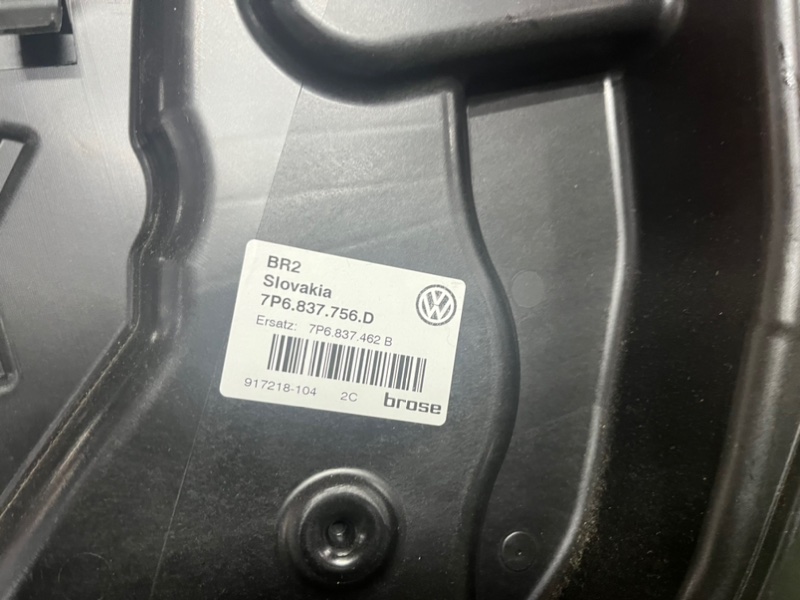 BR2
Slovakia
7P6.837.756.D
Ersatz: 7P6.837.462 B
917218-104 2C brose